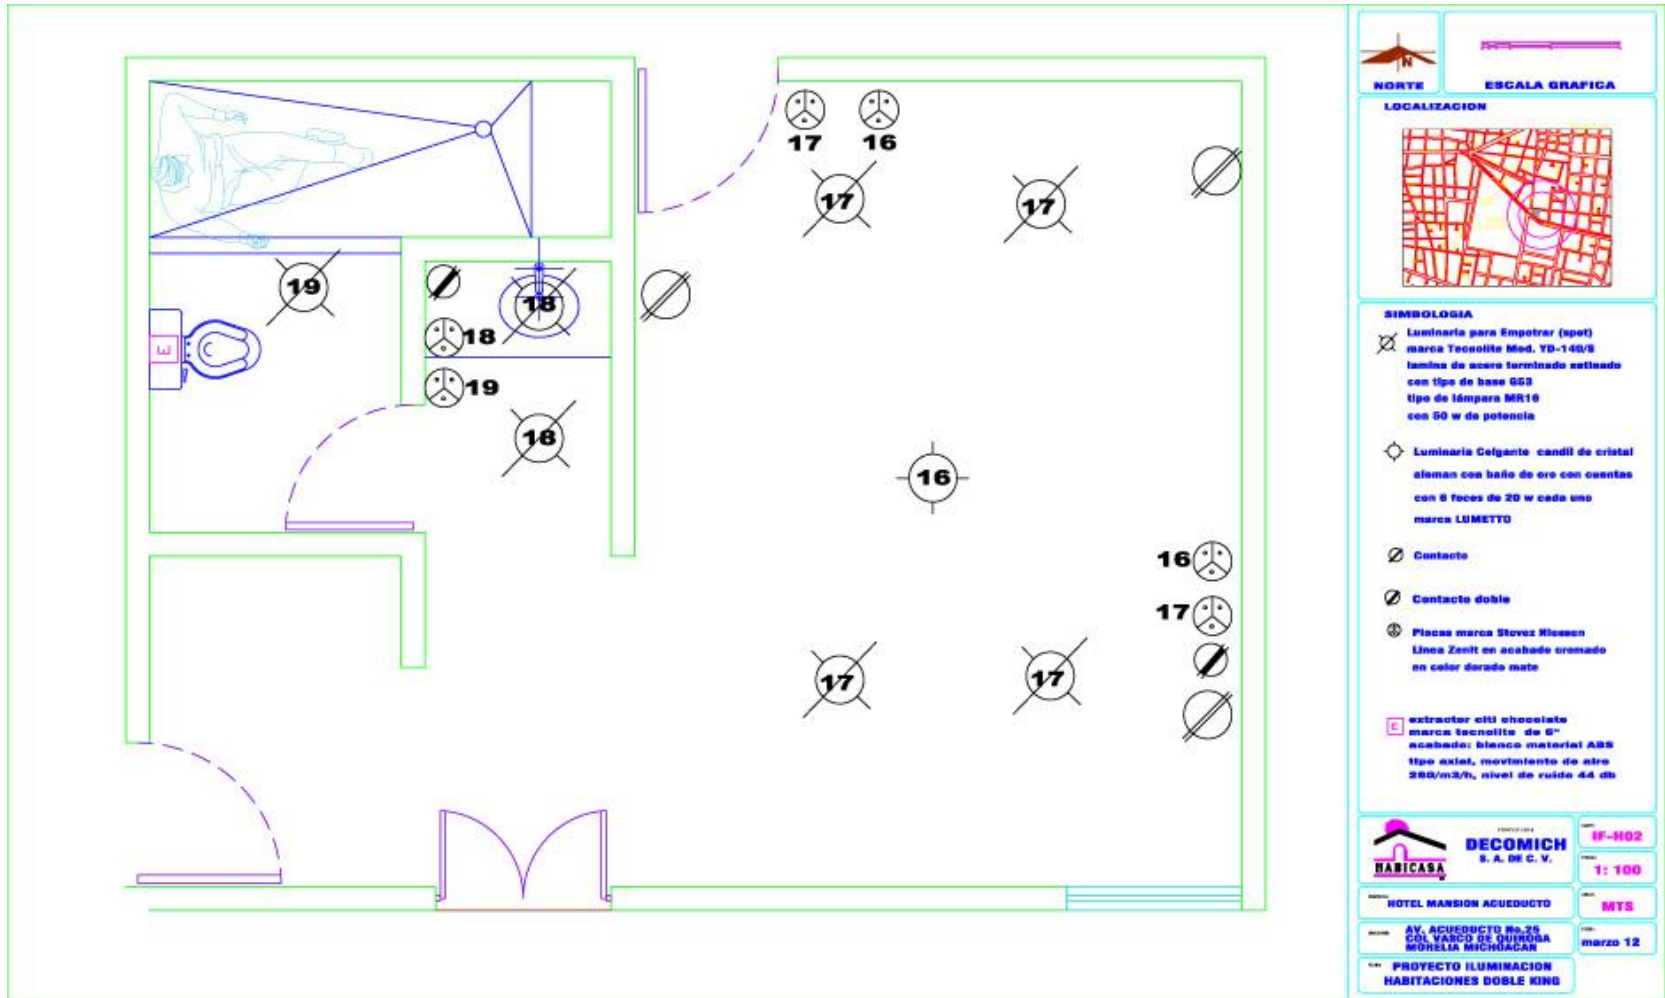 17
16
17
17
19
18
18
19
18
16
16
17
17
17
E
N
NORTE
ESCALA GRAFICA
LOCALIZACION
SIMBOLOGIA
Luminaria para Empotrar (spot)
marca Tecnolite Mod. YD-140/S
lamina de acero terminado satinado
con tipo de base G53
tipo de lámpara MR16
con 50 w de potencia
Luminaria Colgante candil de cristal
aleman con baño de oro con cuentas
con 6 focos de 20 w cada uno
marca LUMETTO
Contacto
Contacto doble
Placas marca Stovez Niessen
Linea Zenit en acabado cromado
en color dorado mate
E
extractor citi chocolate
marca tecnolite de 6"
acabado: blanco material ABS
tipo axial, movimiento de aire
280/m3/h, nivel de ruido 44 db
HABICASA
DECOMICH
S. A. DE C. V.
IF-H02
1: 100
HOTEL MANSION ACUEDUCTO
MTS
AV. ACUEDUCTO No.25
COL VASCO DE QUIROGA
MORELIA MICHOACAN
marzo 12
PROYECTO ILUMINACION
HABITACIONES DOBLE KING